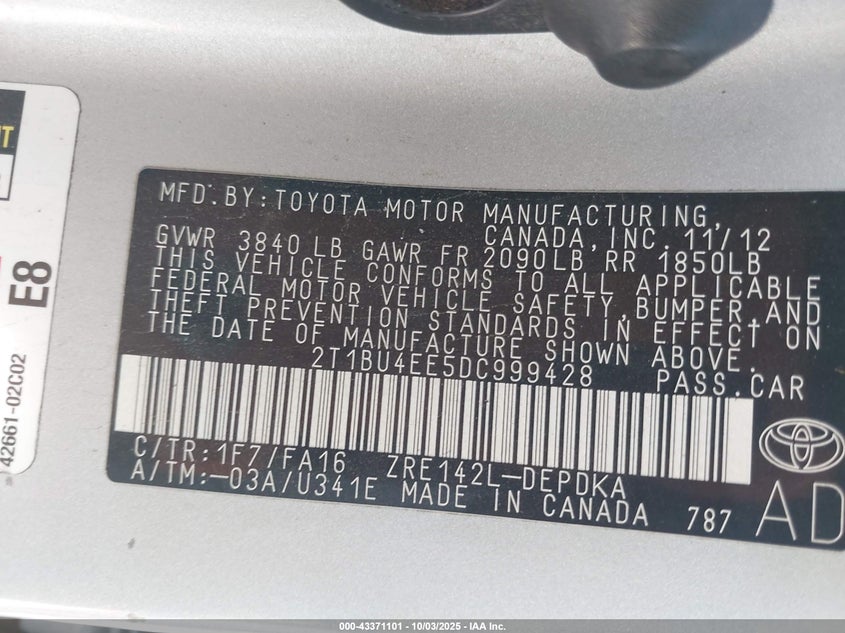 MFD.BY:TOYOTA MOTOR MANUFACTURING,
CANADA,INC. 11/12
GVWR 3840 LB GAWR FR 2090LB RR 1850LB
THIS VEHICLE CONFORMS TO ALL APPLICABLE
FEDERAL MOTOR VEHICLE SAFETY,BUMPER,AND
THEFT PREVENTION STANDARDS IN EFFECT ON
THE DATE OF MANUFACTURE SHOWN ABOVE.
2T1BU4EE5DC999428 PASS.CAR
C/TR:1F7/FA16 ZRE142L-DEPDKA
A/TM:-03A/U341E MADE IN CANADA 787
AD
E8
42661-02C02
000-43371101 - 10/03/2025 - IAA Inc.